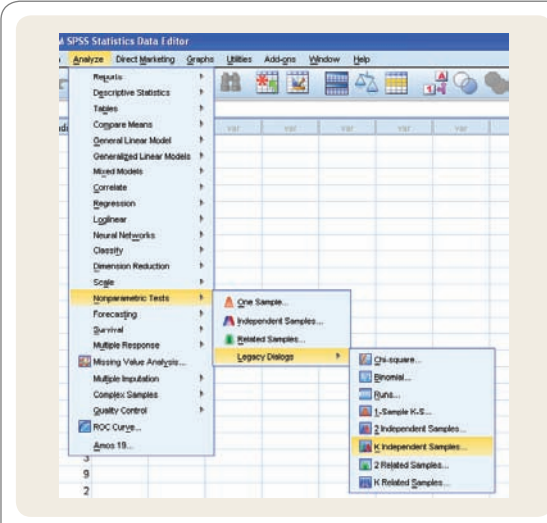 SPSS Statistics Data Editor
Analyze Direct Marketing Graphs Utilities Add-ons Window Help
Reports
Descriptive Statistics
Tables
Compare Means
var var var var var
General Linear Model
Generalized Linear Models
Mixed Models
Correlate
Regression
Loglinear
Neural Networks
Classify
Dimension Reduction
Scale
Nonparametric Tests
One Sample...
Independent Samples...
Related Samples...
Legacy Dialogs
Chi-square...
Binomial...
Runs...
1-Sample K-S...
2 Independent Samples...
K Independent Samples...
2 Related Samples...
K Related Samples...
Forecasting
Survival
Multiple Response
Missing Value Analysis...
Multiple Imputation
Complex Samples
Quality Control
ROC Curve...
Amos 19...
3
9
2